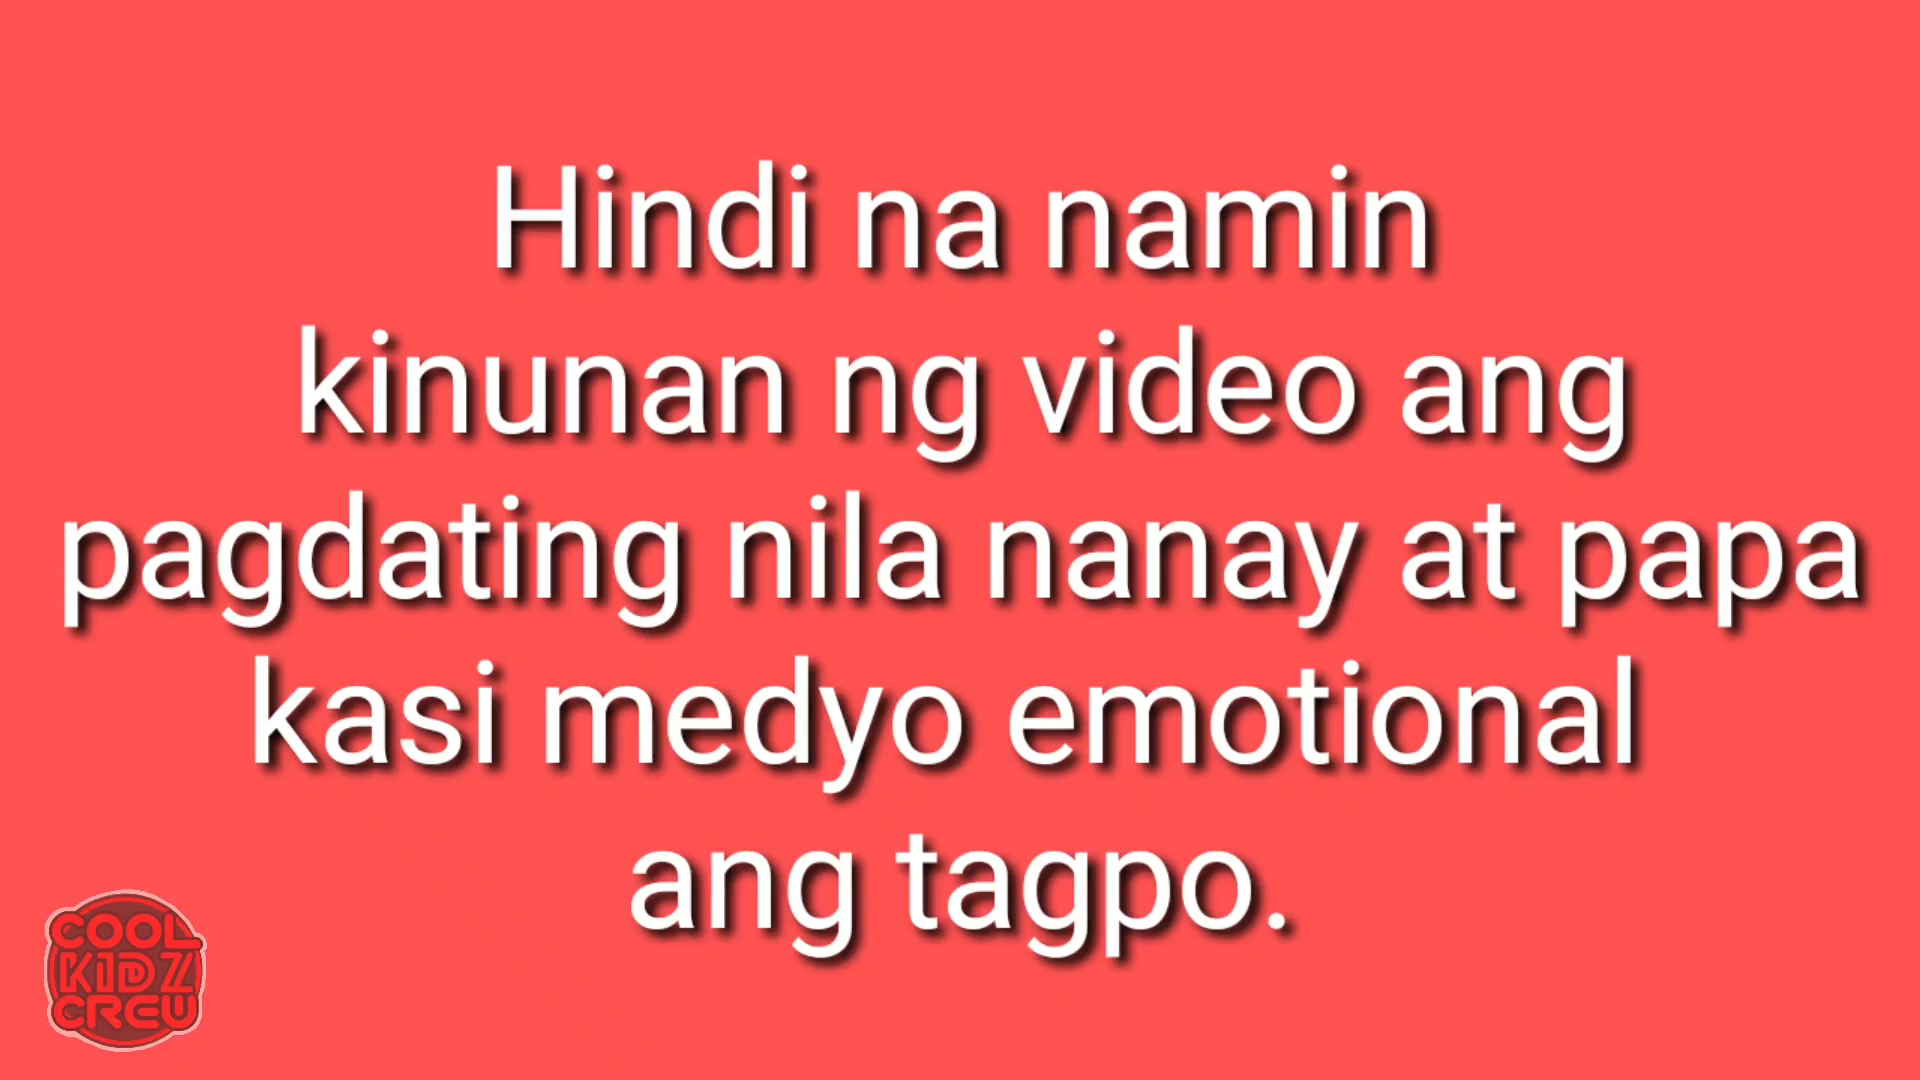 Hindi na namin
kinunan ng video ang
pagdating nila nanay at papa
kasi medyo emotional
ang tagpo.
COOL
KIDZ
CREW